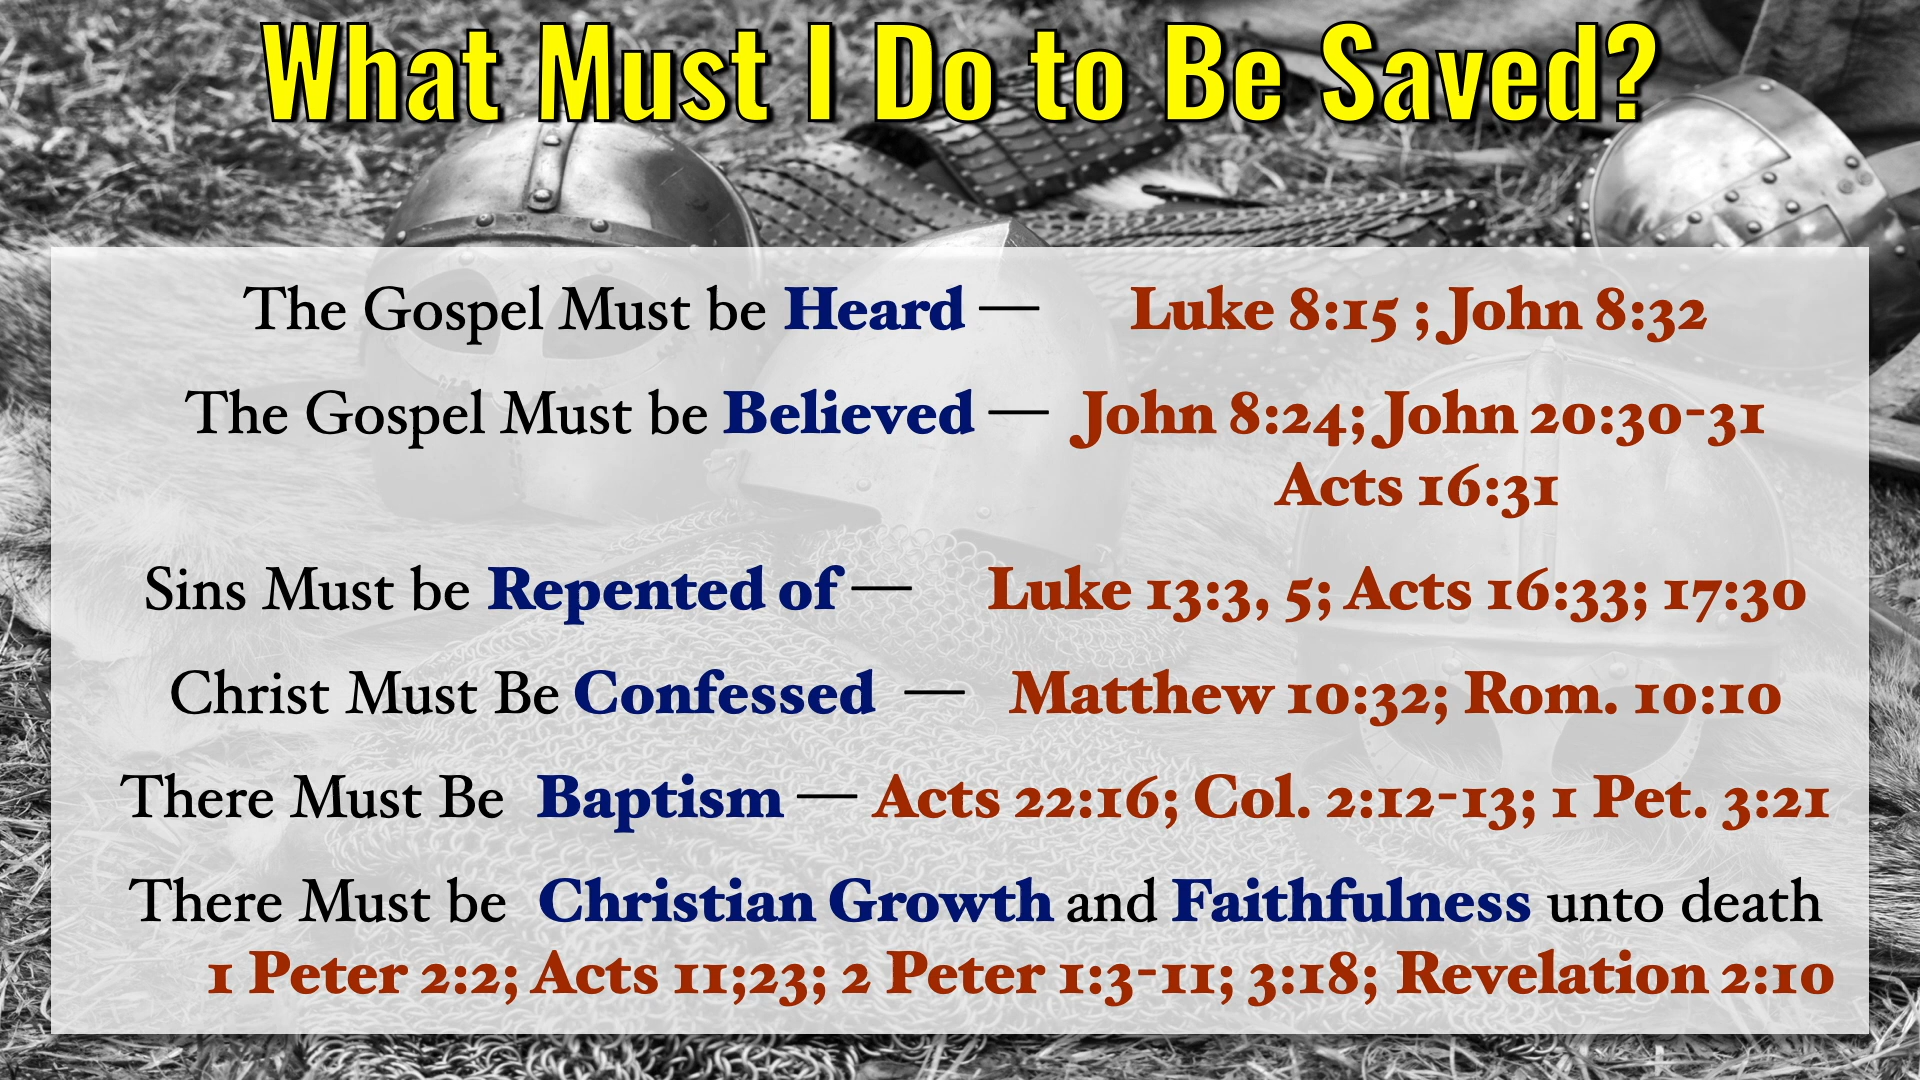 What Must I Do to Be Saved?
The Gospel Must be Heard — Luke 8:15 ; John 8:32
The Gospel Must be Believed — John 8:24; John 20:30-31
Acts 16:31
Sins Must be Repented of — Luke 13:3, 5; Acts 16:33; 17:30
Christ Must Be Confessed — Matthew 10:32; Rom. 10:10
There Must Be Baptism — Acts 22:16; Col. 2:12-13; 1 Pet. 3:21
There Must be Christian Growth and Faithfulness unto death
1 Peter 2:2; Acts 11;23; 2 Peter 1:3-11; 3:18; Revelation 2:10